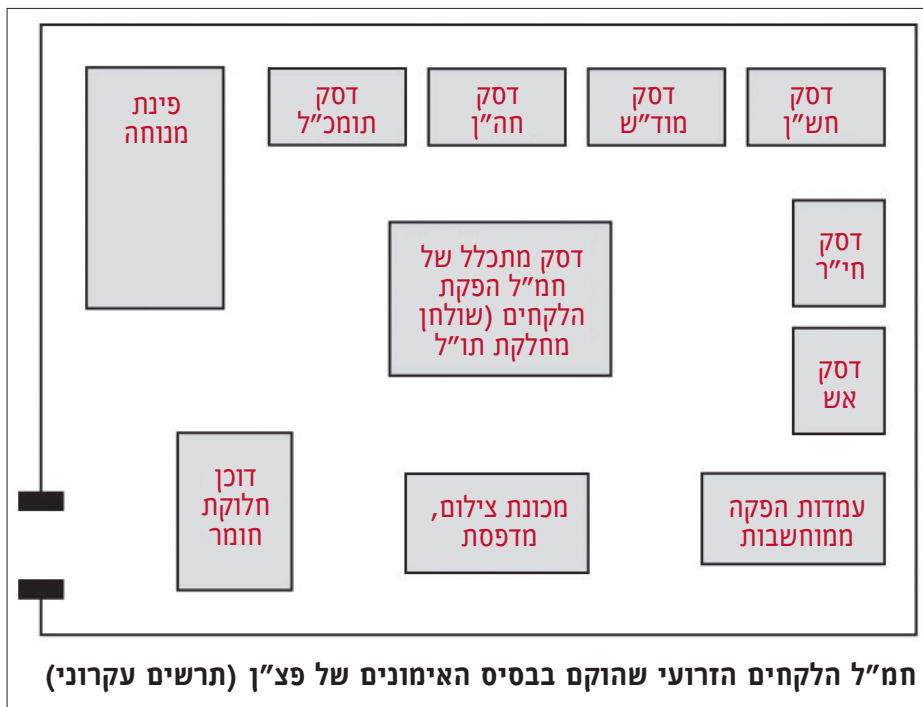 דסק
חש״ן
דסק
מוד״ש
דסק
חה״ן
דסק
תומכ״ל
פינת
מנוחה
דסק
חי״ר
דסק מתכלל של
חמ״ל הפקת
הלקחים (שולחן
מחלקת תו״ל
דסק
אש
עמדות הפקה
ממוחשבות
מכונת צילום,
מדפסת
דוכן
חלוקת
חומר
חמ״ל הלקחים הזרועי שהוקם בבסיס האימונים של פצ״ן (תרשים עקרוני)